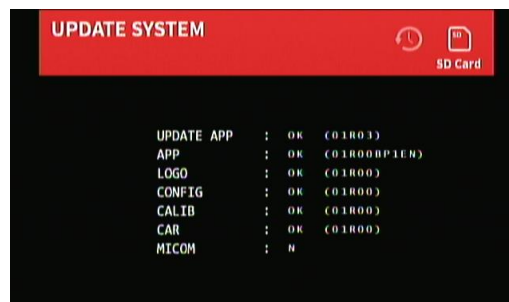 UPDATE SYSTEM
SD
SD Card
UPDATE APP : OK (01R03)
APP : OK (01R00BP1EN)
LOGO : OK (01R00)
CONFIG : OK (01R00)
CALIB : OK (01R00)
CAR : OK (01R00)
MICOM : N